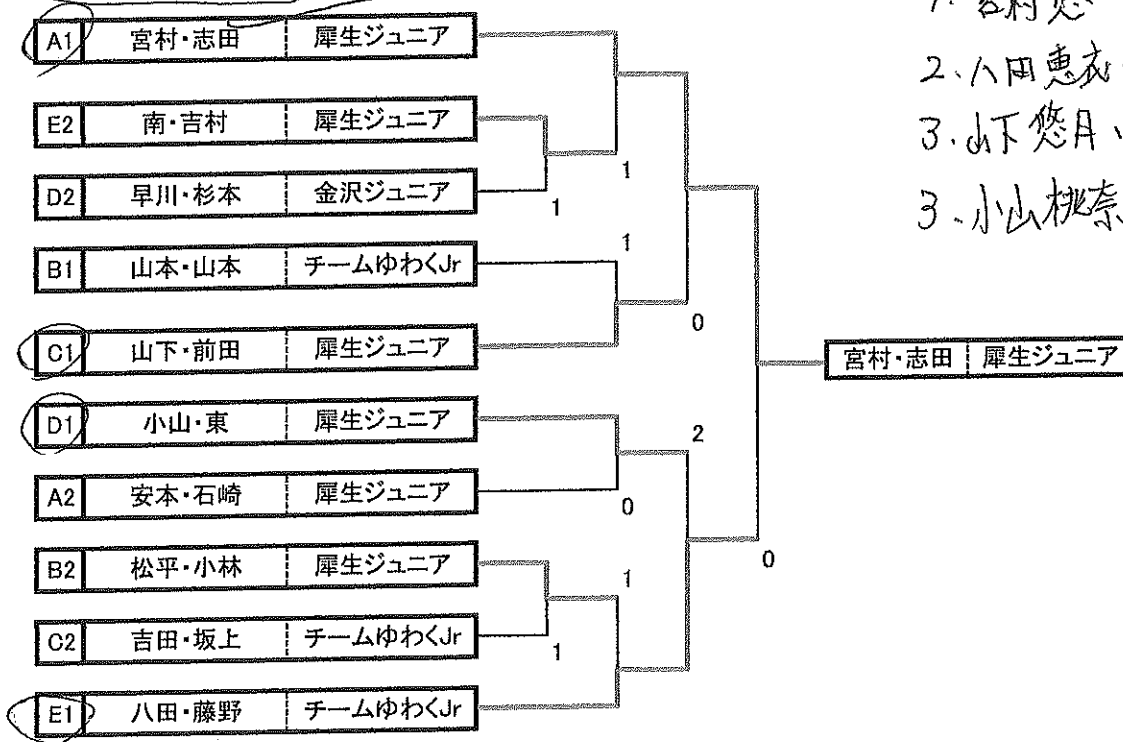 A1 宮村・志田 犀生ジュニア
E2 南・吉村 犀生ジュニア
D2 早川・杉本 金沢ジュニア
B1 山本・山本 チームゆわくJr
C1 山下・前田 犀生ジュニア
D1 小山・東 犀生ジュニア
A2 安本・石崎 犀生ジュニア
B2 松平・小林 犀生ジュニア
C2 吉田・坂上 チームゆわくJr
E1 八田・藤野 チームゆわくJr
1
1
1
0
2
0
1
1
0
宮村・志田 犀生ジュニア
2、八田恵衣
3、山下悠月
3、小山桃奈